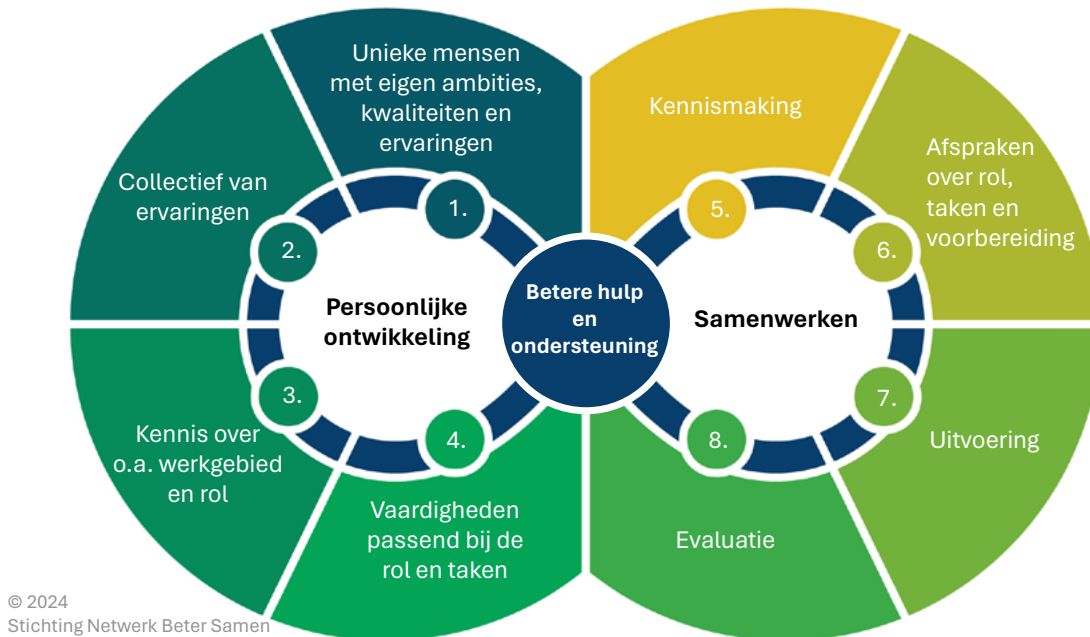 Unieke mensen
met eigen ambities,
kwaliteiten en
ervaringen
1.
Collectief van
ervaringen
2.
Persoonlijke
ontwikkeling
3.
Kennis over
o.a. werkgebied
en rol
4.
Vaardigheden
passend bij de
rol en taken
Betere hulp
en
ondersteuning
Kennismaking
5.
Afspraken
over rol,
taken en
voorbereiding
6.
Samenwerken
7.
Uitvoering
8.
Evaluatie
© 2024
Stichting Netwerk Beter Samen